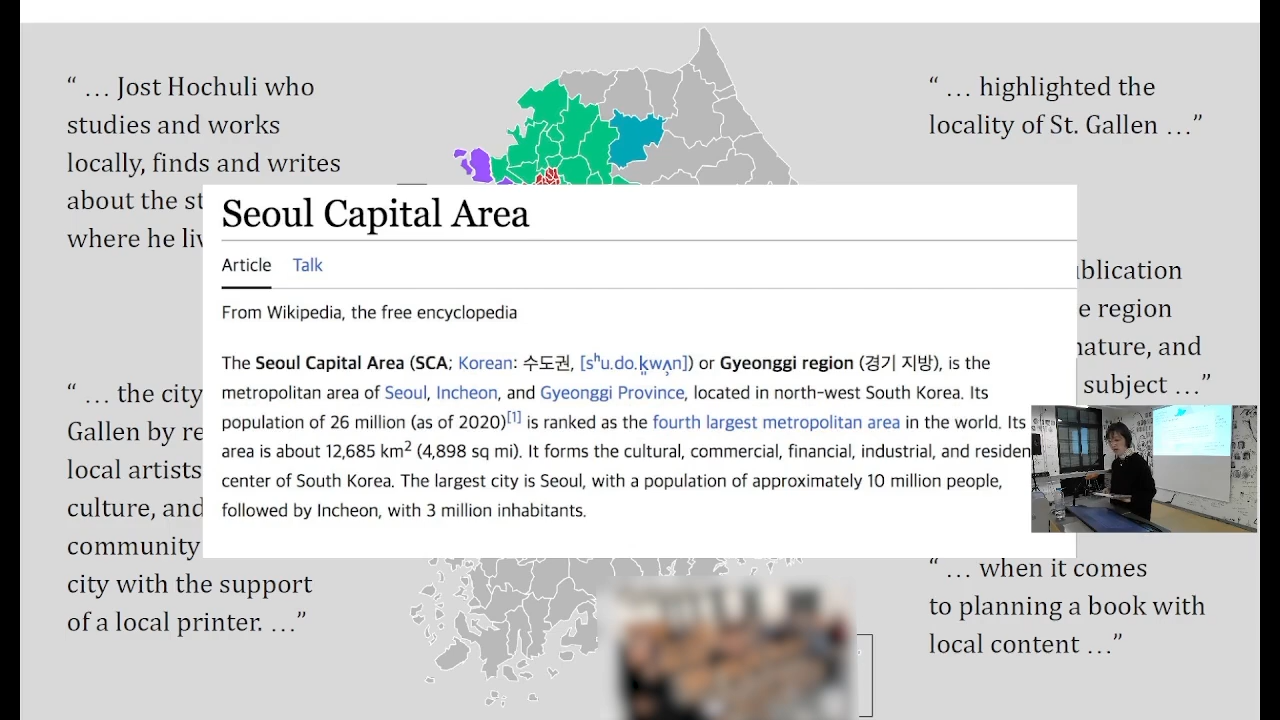 “ … Jost Hochuli who
studies and works
locally, finds and writes
about the st
where he liv
“ … the city
Gallen by re
local artists
culture, and
community
city with the support
of a local printer. …”
Seoul Capital Area
Article Talk
From Wikipedia, the free encyclopedia
The Seoul Capital Area (SCA; Korean: 수도권, [sʰu.do.k͈wʌ̹n]) or Gyeonggi region (경기 지방), is the
metropolitan area of Seoul, Incheon, and Gyeonggi Province, located in north-west South Korea. Its
population of 26 million (as of 2020)[1] is ranked as the fourth largest metropolitan area in the world. Its
area is about 12,685 km2 (4,898 sq mi). It forms the cultural, commercial, financial, industrial, and residen
center of South Korea. The largest city is Seoul, with a population of approximately 10 million people,
followed by Incheon, with 3 million inhabitants.
“ … highlighted the
locality of St. Gallen …”
ublication
e region
nature, and
subject …”
“ … when it comes
to planning a book with
local content …”